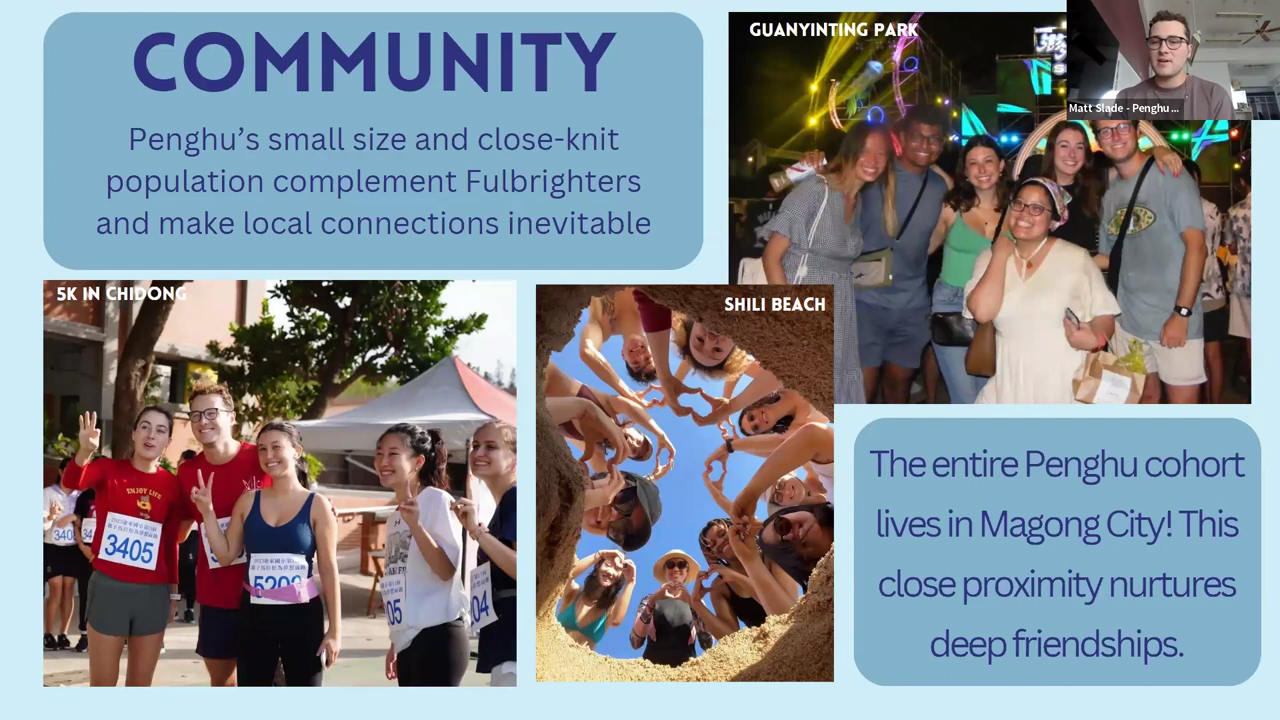 COMMUNITY
Penghu's small size and close-knit
population complement Fulbrighters
and make local connections inevitable
GUANYINTING PARK
Matt Slade - Penghu ...
5K IN CHIDONG
ENJOY LIFE
3405
340
SHILI BEACH
The entire Penghu cohort
lives in Magong City! This
close proximity nurtures
deep friendships.